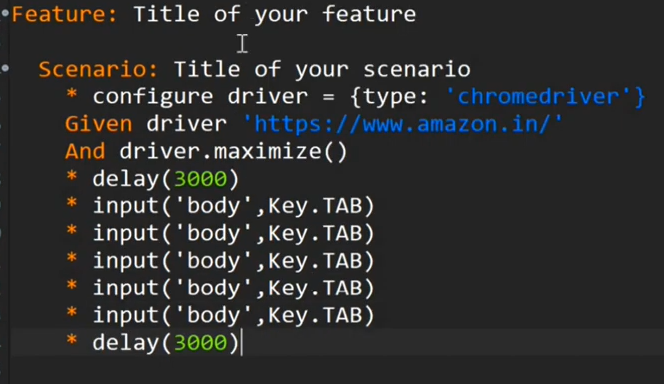 Feature: Title of your feature
Scenario: Title of your scenario
* configure driver = {type: 'chromedriver'}
Given driver 'https://www.amazon.in/'
And driver.maximize()
* delay(3000)
* input('body',Key.TAB)
* input('body',Key.TAB)
* input('body',Key.TAB)
* input('body',Key.TAB)
* input('body',Key.TAB)
* delay(3000)